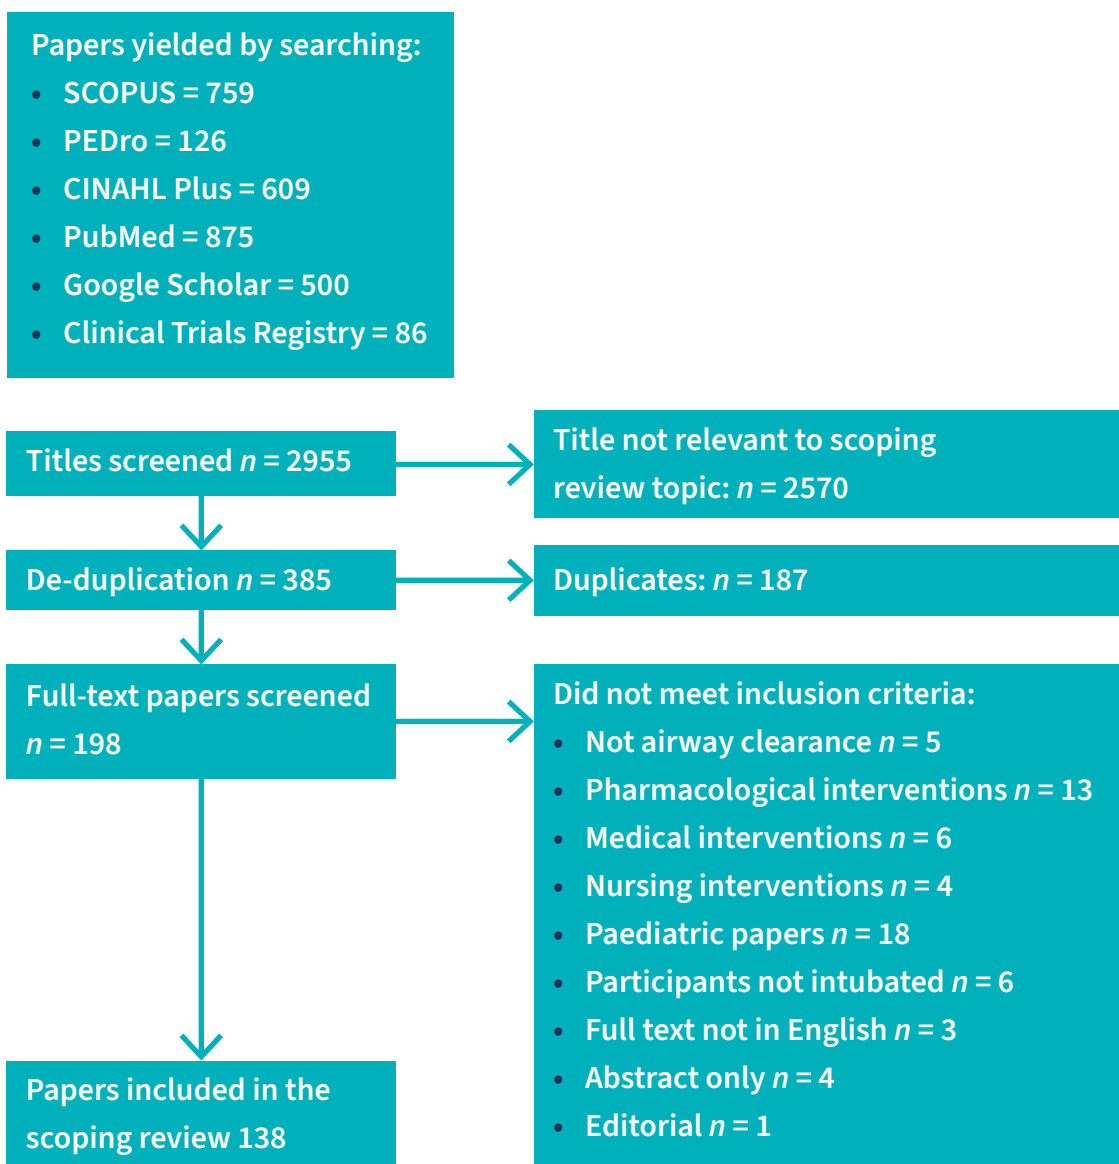 Papers yielded by searching:
• SCOPUS = 759
• PEDro = 126
• CINAHL Plus = 609
• PubMed = 875
• Google Scholar = 500
• Clinical Trials Registry = 86
Titles screened n = 2955
Title not relevant to scoping
review topic: n = 2570
De-duplication n = 385
Duplicates: n = 187
Full-text papers screened
n = 198
Did not meet inclusion criteria:
• Not airway clearance n = 5
• Pharmacological interventions n = 13
• Medical interventions n = 6
• Nursing interventions n = 4
• Paediatric papers n = 18
• Participants not intubated n = 6
• Full text not in English n = 3
• Abstract only n = 4
• Editorial n = 1
Papers included in the
scoping review 138